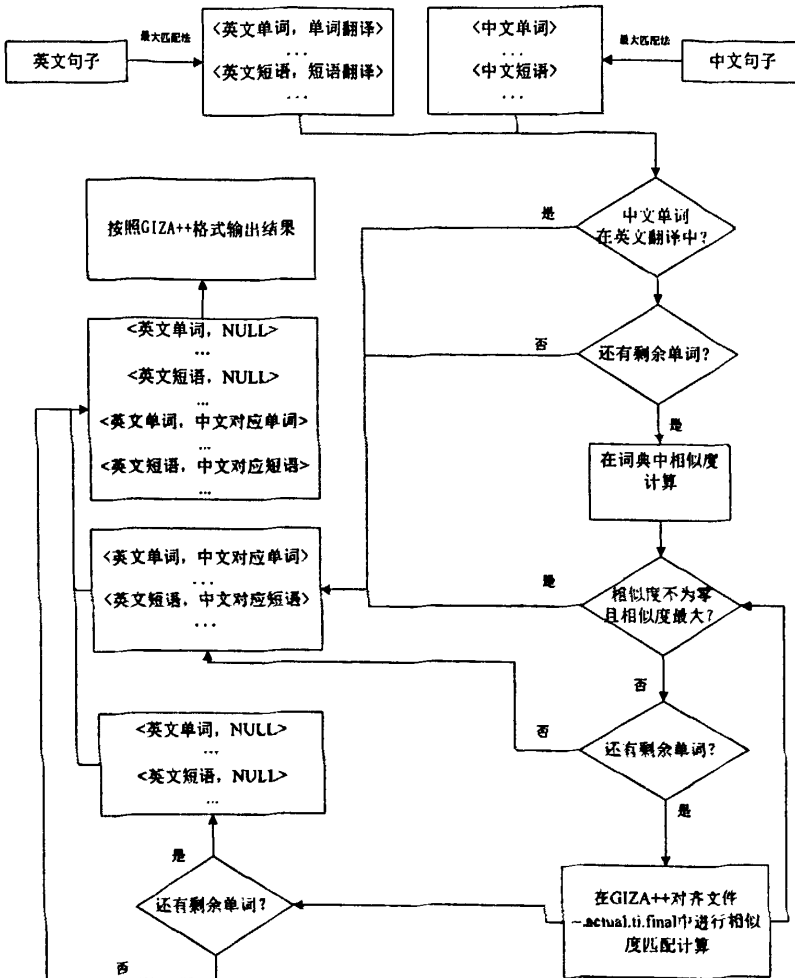 英文句子
最大匹配法
<英文单词，单词翻译>
...
<英文短语，短语翻译>
...
<中文单词>
...
<中文短语>
...
最大匹配法
中文句子
中文单词
在英文翻译中?
是
按照GIZA++格式输出结果
还有剩余单词?
否
是
<英文单词，NULL>
...
<英文短语，NULL>
...
<英文单词，中文对应单词>
...
<英文短语，中文对应短语>
...
在词典中相似度
计算
<英文单词，中文对应单词>
...
<英文短语，中文对应短语>
...
是
相似度不为零
且相似度最大?
否
<英文单词，NULL>
...
<英文短语，NULL>
...
否
还有剩余单词?
是
是
还有剩余单词?
否
在GIZA++对齐文件
~.actual.ti.final中进行相似
度匹配计算